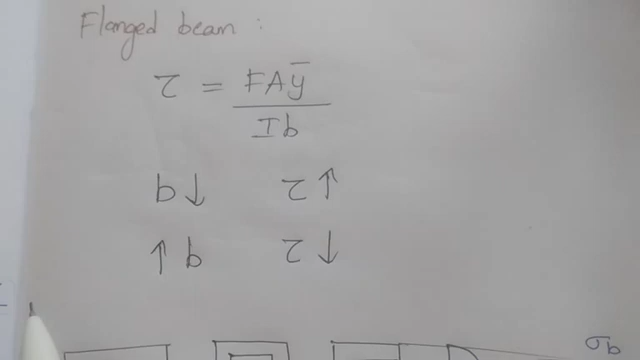 Flanged beam :
τ = FAȳ / Ib
b↓ τ↑
↑b τ↓
σb